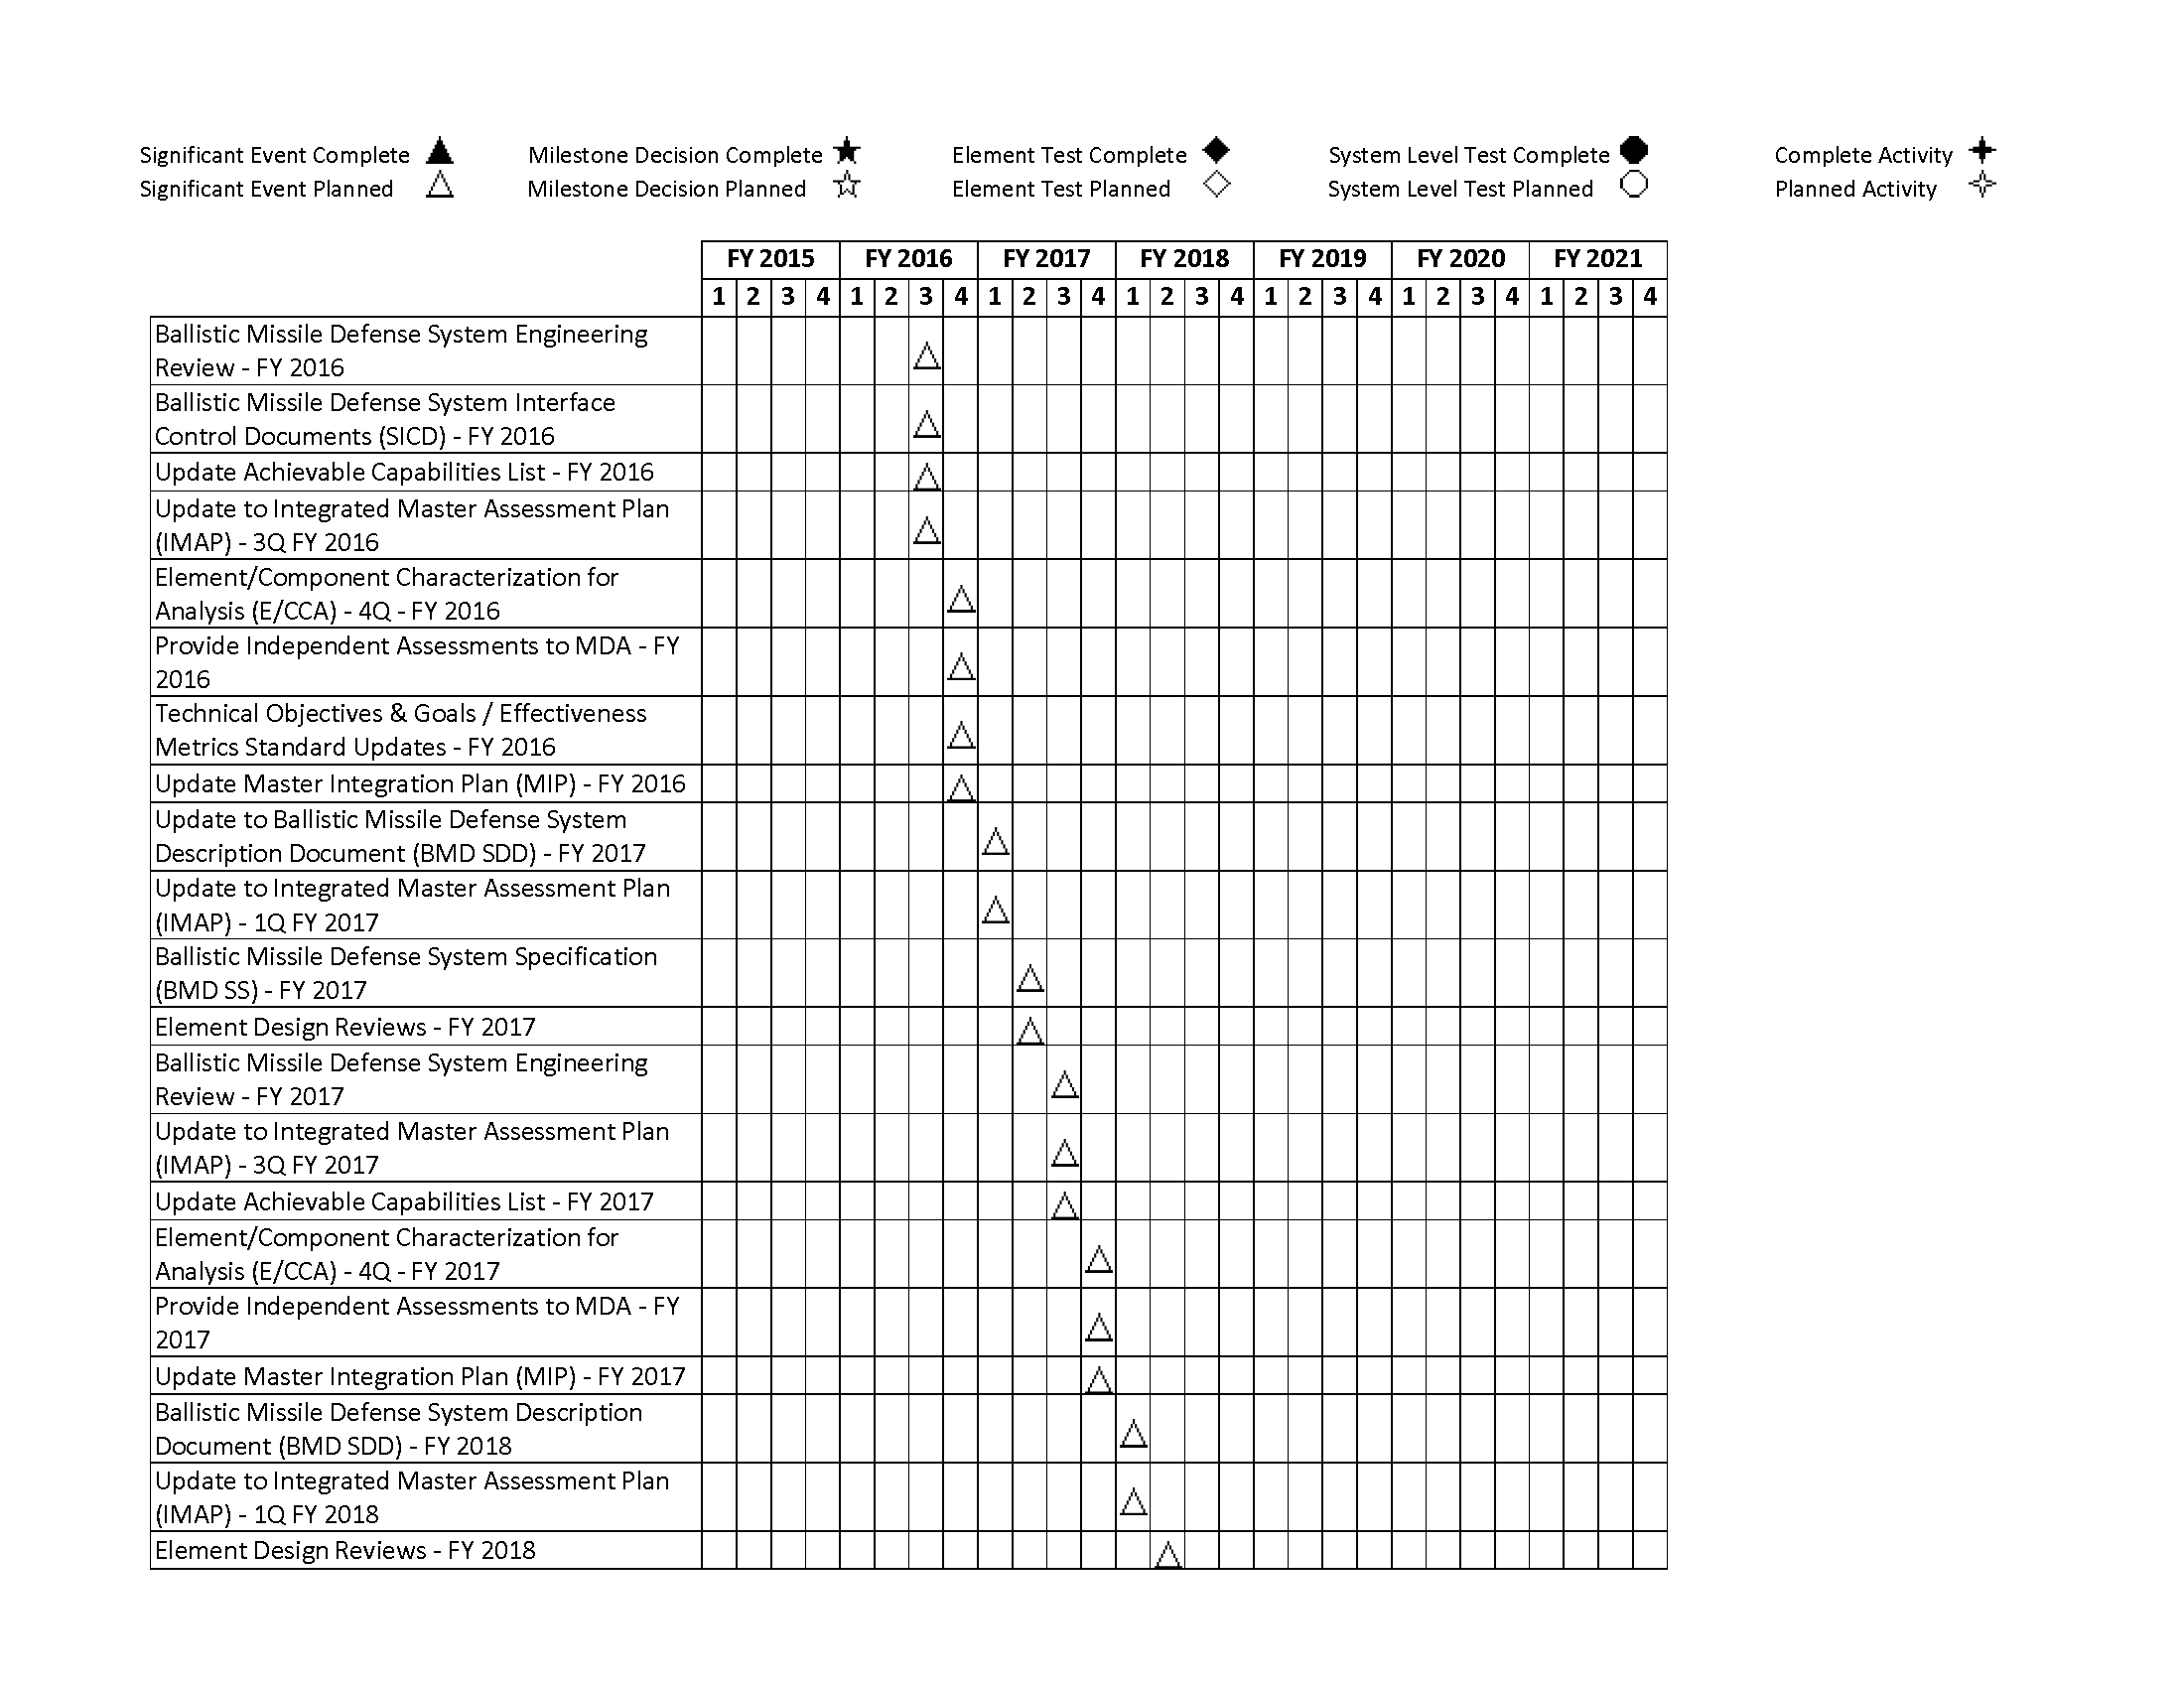 Significant Event Complete Milestone Decision Complete Element Test Complete System Level Test Complete Complete Activity
Significant Event Planned Milestone Decision Planned Element Test Planned System Level Test Planned Planned Activity
FY 2015 FY 2016 FY 2017 FY 2018 FY 2019 FY 2020 FY 2021
1 2 3 4 1 2 3 4 1 2 3 4 1 2 3 4 1 2 3 4 1 2 3 4 1 2 3 4
Ballistic Missile Defense System Engineering
Review - FY 2016
Ballistic Missile Defense System Interface
Control Documents (SICD) - FY 2016
Update Achievable Capabilities List - FY 2016
Update to Integrated Master Assessment Plan
(IMAP) - 3Q FY 2016
Element/Component Characterization for
Analysis (E/CCA) - 4Q - FY 2016
Provide Independent Assessments to MDA - FY
2016
Technical Objectives & Goals / Effectiveness
Metrics Standard Updates - FY 2016
Update Master Integration Plan (MIP) - FY 2016
Update to Ballistic Missile Defense System
Description Document (BMD SDD) - FY 2017
Update to Integrated Master Assessment Plan
(IMAP) - 1Q FY 2017
Ballistic Missile Defense System Specification
(BMD SS) - FY 2017
Element Design Reviews - FY 2017
Ballistic Missile Defense System Engineering
Review - FY 2017
Update to Integrated Master Assessment Plan
(IMAP) - 3Q FY 2017
Update Achievable Capabilities List - FY 2017
Element/Component Characterization for
Analysis (E/CCA) - 4Q - FY 2017
Provide Independent Assessments to MDA - FY
2017
Update Master Integration Plan (MIP) - FY 2017
Ballistic Missile Defense System Description
Document (BMD SDD) - FY 2018
Update to Integrated Master Assessment Plan
(IMAP) - 1Q FY 2018
Element Design Reviews - FY 2018